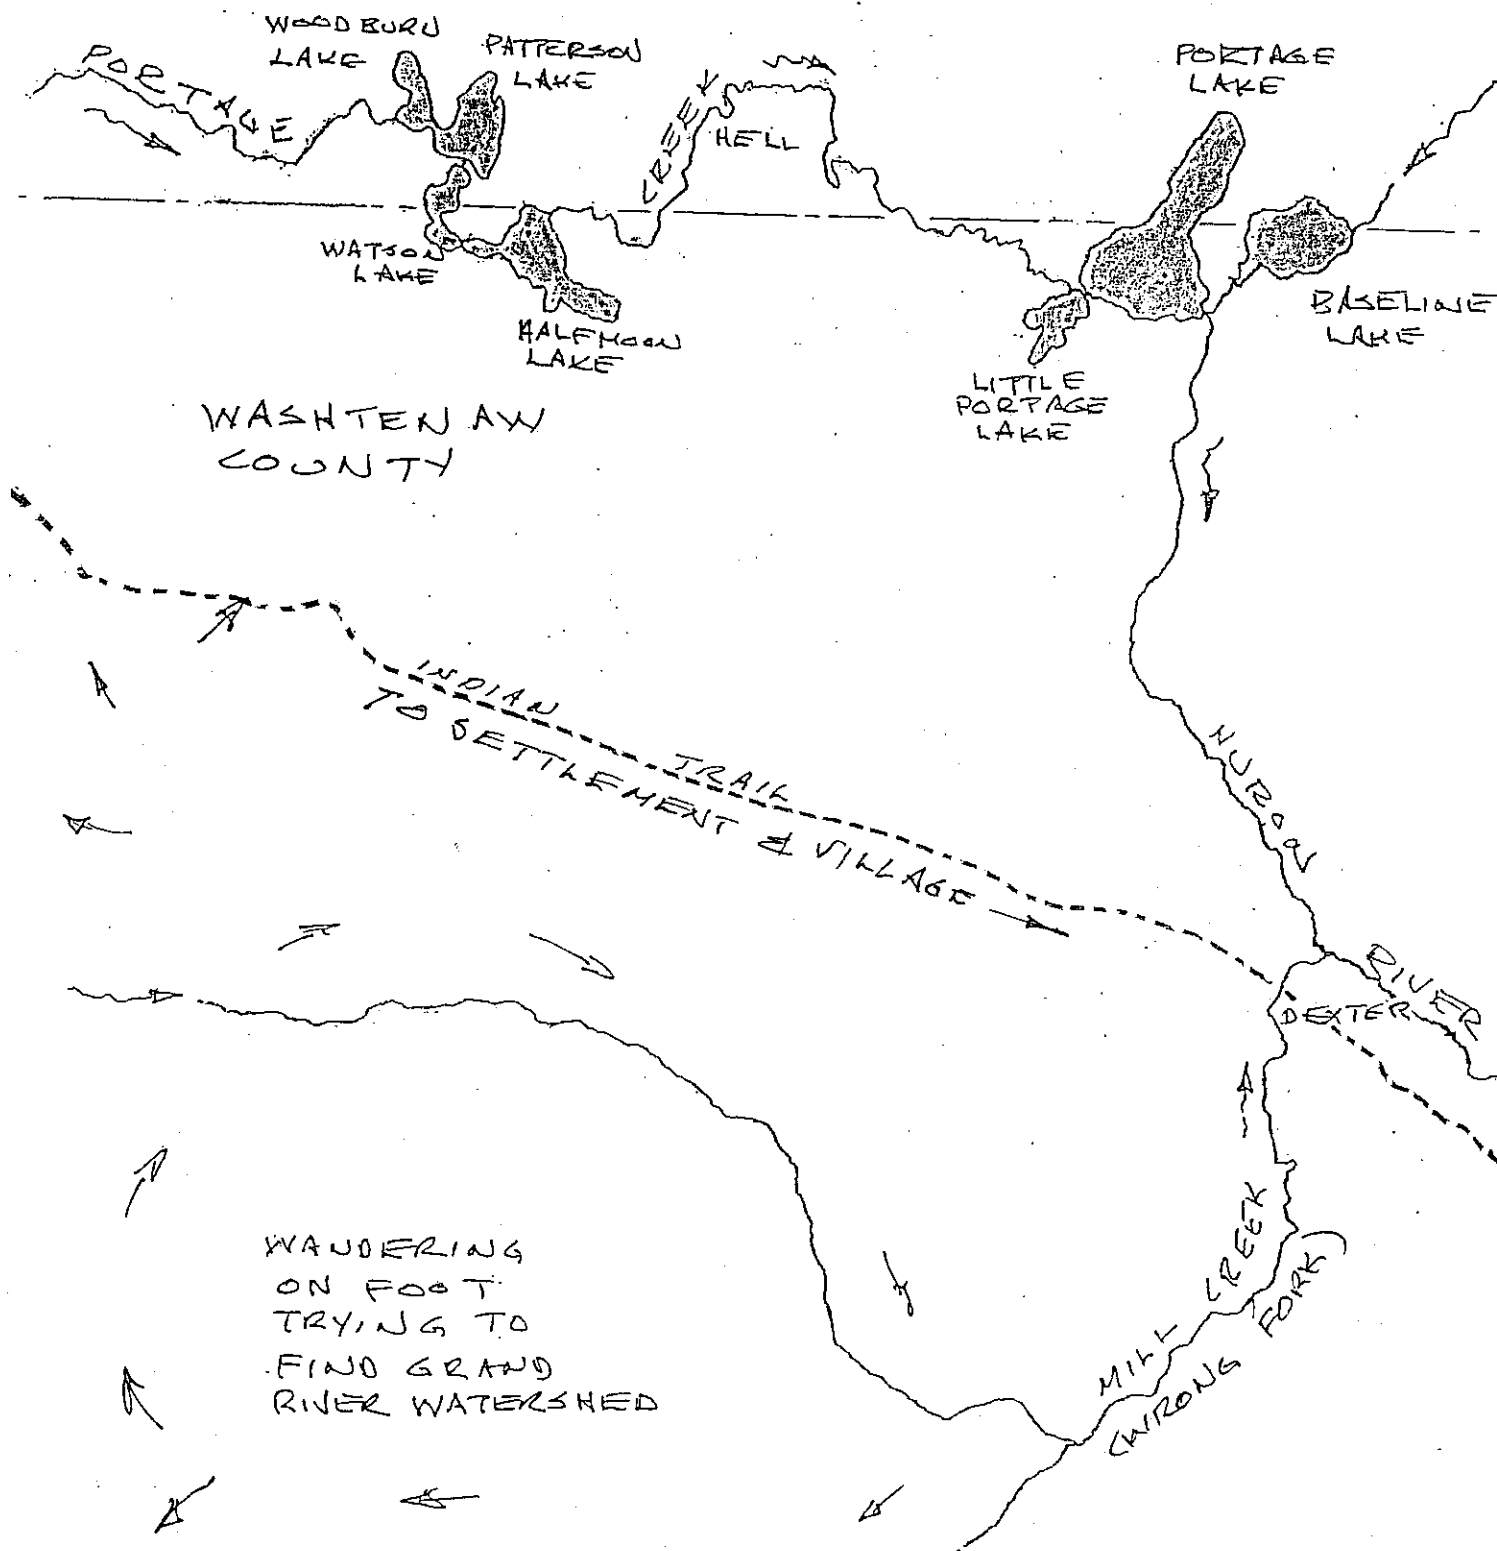 WOODBURN
LAKE
PATTERSON
LAKE
PORTAGE
LAKE
PORTAGE
CREEK
HELL
WATSON
LAKE
HALFMOON
LAKE
BASELINE
LAKE
LITTLE
PORTAGE
LAKE
WASHTENAW
COUNTY
INDIAN TRAIL
TO SETTLEMENT & VILLAGE
HURON
RIVER
DEXTER
MILL CREEK
(WRONG FORK)
WANDERING
ON FOOT
TRYING TO
FIND GRAND
RIVER WATERSHED